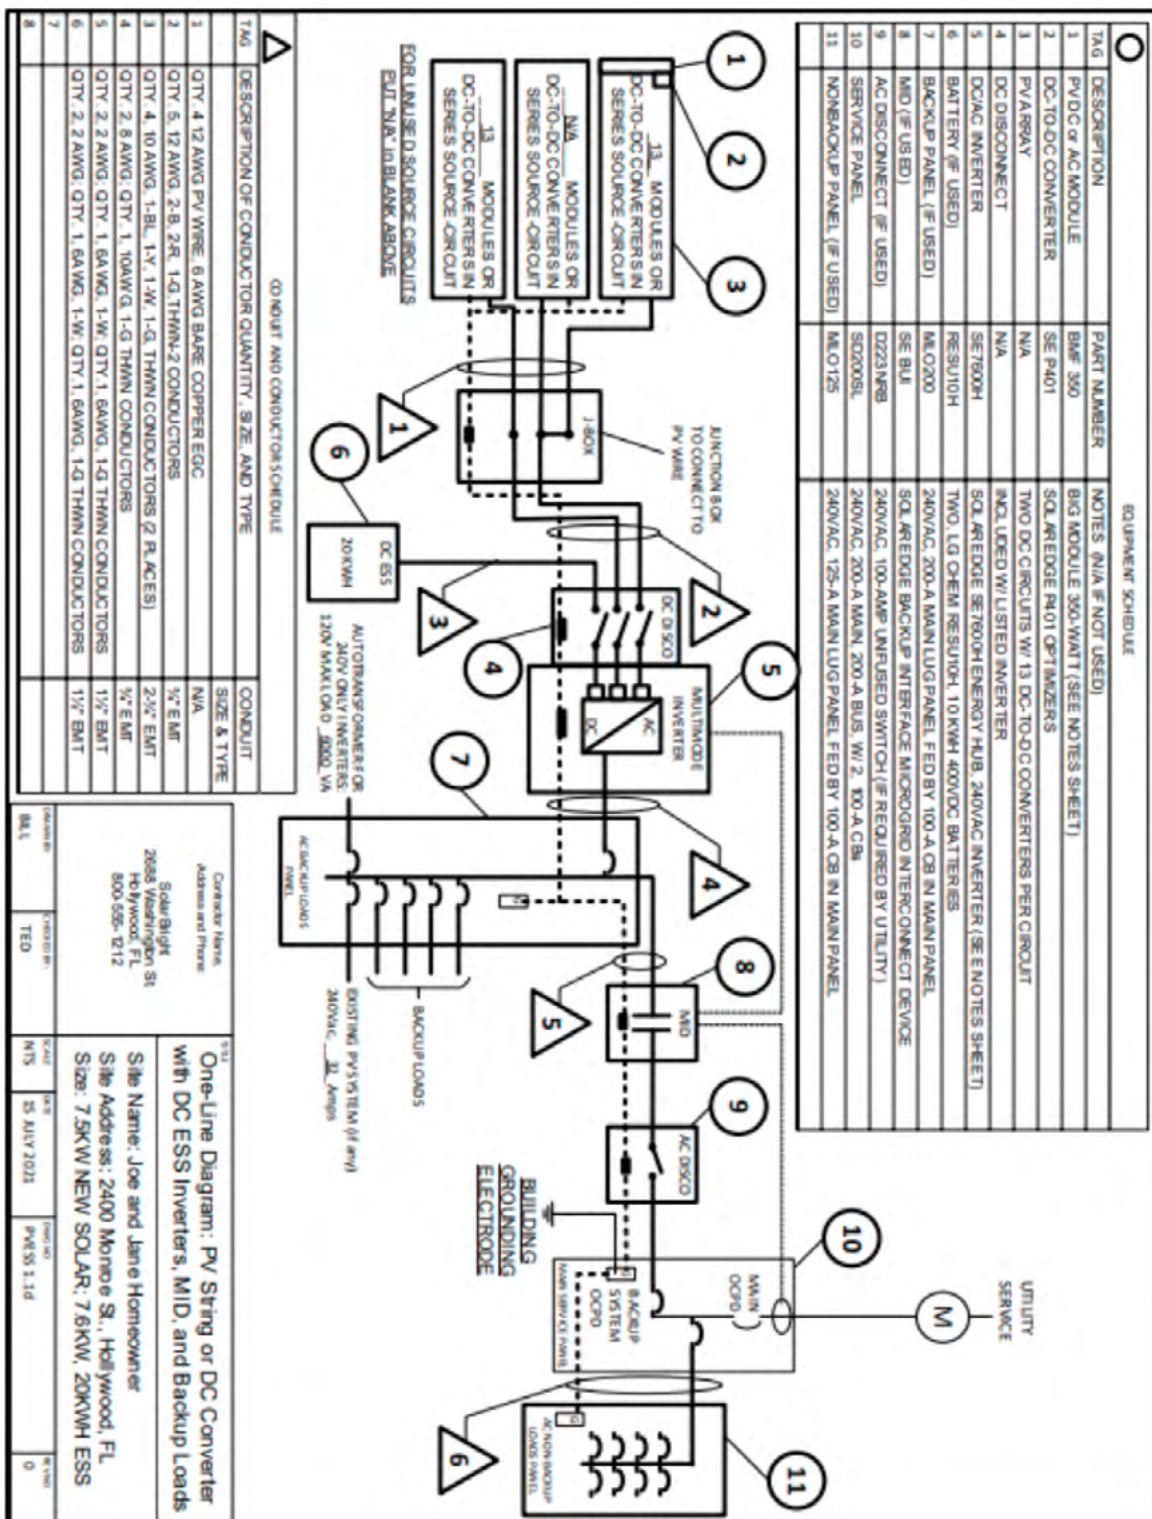 EQUIPMENT SCHEDULE
TAG DESCRIPTION PART NUMBER NOTES (N/A IF NOT USED)
1 PV DC or AC MODULE BMF 350 BIG MODULE 350-WATT (SEE NOTES SHEET)
2 DC-TO-DC CONVERTER SE P401 SOLAREDGE P401 OPTIMIZERS
3 PV ARRAY N/A TWO DC CIRCUITS W/ 13 DC-TO-DC CONVERTERS PER CIRCUIT
4 DC DISCONNECT N/A INCLUDED W/ LISTED INVERTER
5 DC/AC INVERTER SE7600H SOLAREDGE SE7600H ENERGY HUB, 240VAC INVERTER (SEE NOTES SHEET)
6 BATTERY (IF USED) RESU10H TWO, LG CHEM RESU10H, 10 KWH 400VDC BATTERIES
7 BACKUP PANEL (IF USED) MLO200 240VAC, 200-A MAIN LUG PANEL FED BY 100-A CB IN MAIN PANEL
8 MID (IF USED) SE BUI SOLAREDGE BACKUP INTERFACE MICROGRID INTERCONNECT DEVICE
9 AC DISCONNECT (IF USED) D223NRB 240VAC, 100-AMP UNFUSED SWITCH (IF REQUIRED BY UTILITY)
10 SERVICE PANEL SD200SL 240VAC, 200-A MAIN, 200-A BUS, W/ 2, 100-A CBs
11 NONBACKUP PANEL (IF USED) MLO125 240VAC, 125-A MAIN LUG PANEL FED BY 100-A CB IN MAIN PANEL
1
2
3
13 MODULES OR
DC-TO-DC CONVERTERS IN
SERIES SOURCE-CIRCUIT
N/A MODULES OR
DC-TO-DC CONVERTERS IN
SERIES SOURCE-CIRCUIT
13 MODULES OR
DC-TO-DC CONVERTERS IN
SERIES SOURCE-CIRCUIT
FOR UNUSED SOURCE CIRCUITS
PUT "N/A" in BLANK ABOVE
1
J-BOX
JUNCTION BOX
TO CONNECT TO
PV WIRE
6
DC ESS
20 KWH
2
3
DC DISCO
4
5
MULTIMODE
INVERTER
AC
DC
AUTOTRANSFORMER FOR
240V ONLY INVERTERS:
120V MAX LOAD 5000 VA
7
4
AC BACKUP LOADS
PANEL
G
BACKUP LOADS
EXISTING PV SYSTEM (if any)
240Vac, 32 Amps
5
8
MID
9
AC DISCO
BUILDING
GROUNDING
ELECTRODE
10
UTILITY
SERVICE
M
MAIN
OCPD
BACKUP
SYSTEM
OCPD
G
MAIN SERVICE PANEL
6
11
G
AC NON-BACKUP
LOADS PANEL
CONDUIT AND CONDUCTOR SCHEDULE
TAG DESCRIPTION OF CONDUCTOR QUANTITY, SIZE, AND TYPE CONDUIT
SIZE & TYPE
1 QTY. 4 12 AWG PV WIRE, 6 AWG BARE COPPER EGC N/A
2 QTY. 5, 12 AWG, 2-B, 2-R, 1-G, THWN-2 CONDUCTORS ¾" EMT
3 QTY. 4, 10 AWG, 1-BL, 1-Y, 1-W, 1-G, THWN CONDUCTORS (2 PLACES) 2-¾" EMT
4 QTY. 2, 8 AWG; QTY. 1, 10AWG, 1-G THWN CONDUCTORS ¾" EMT
5 QTY. 2, 2 AWG; QTY. 1, 6AWG, 1-W; QTY. 1, 6AWG, 1-G THWN CONDUCTORS 1½" EMT
6 QTY. 2, 2 AWG; QTY. 1, 6AWG, 1-W; QTY. 1, 6AWG, 1-G THWN CONDUCTORS 1½" EMT
7
8
Contractor Name,
Address and Phone:
SolarBright
2688 Washington St
Hollywood, FL
800-555-1212
DRAWN BY
BILL
CHECKED BY:
TED
TITLE
One-Line Diagram: PV String or DC Converter
with DC ESS Inverters, MID, and Backup Loads
Site Name: Joe and Jane Homeowner
Site Address: 2400 Monroe St., Hollywood, FL
Size: 7.5KW NEW SOLAR; 7.6KW, 20KWH ESS
SCALE
NTS
DATE
15 JULY 2021
DWG NO
PVESS 1.1d
REV NO
0